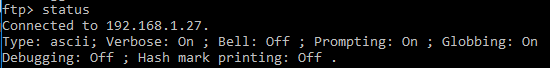 ftp> status
Connected to 192.168.1.27.
Type: ascii; Verbose: On ; Bell: Off ; Prompting: On ; Globbing: On
Debugging: Off ; Hash mark printing: Off .